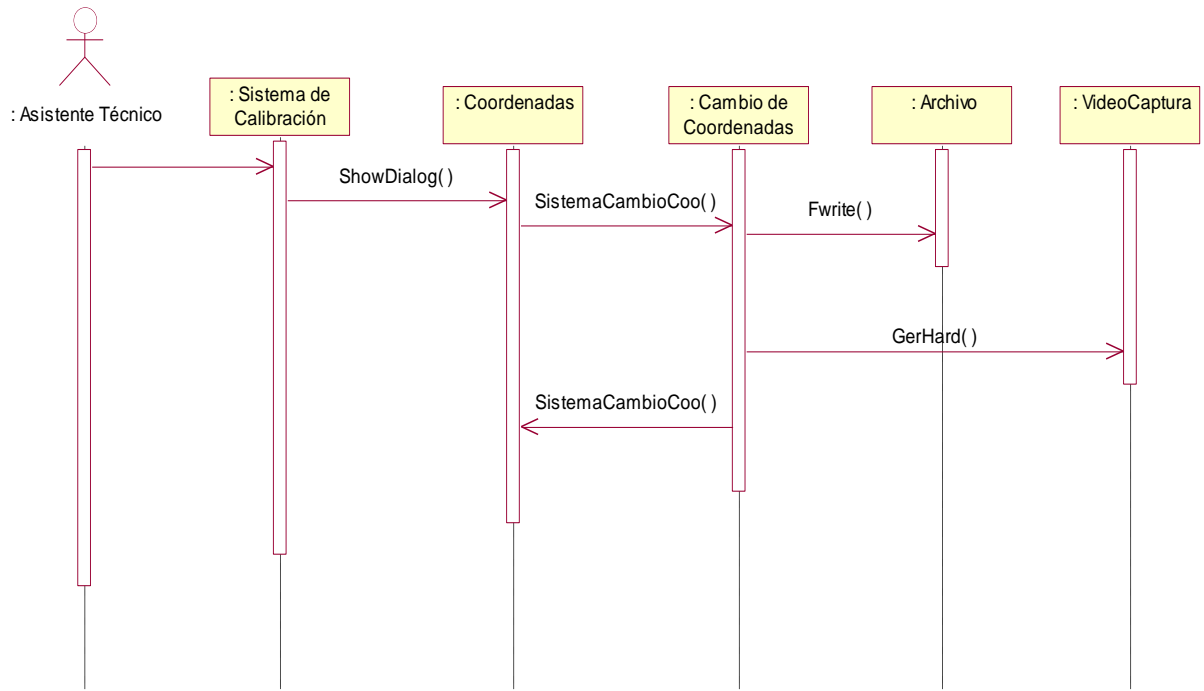 : Asistente Técnico
: Sistema de
Calibración
: Coordenadas
: Cambio de
Coordenadas
: Archivo
: VideoCaptura
ShowDialog( )
SistemaCambioCoo( )
Fwrite( )
GerHard( )
SistemaCambioCoo( )